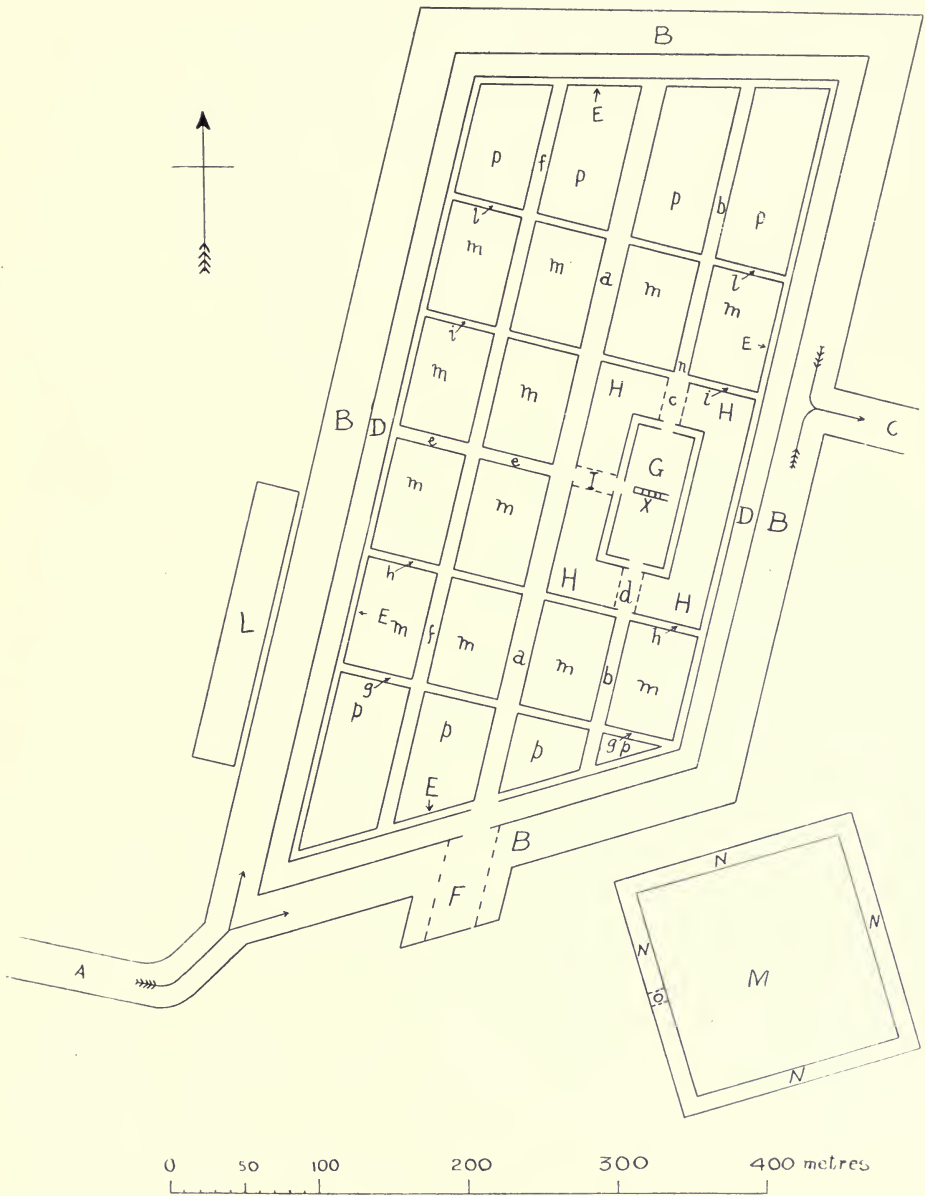 B
E
p f p p b p
l
m m a m l
m
E
i n
m m H c i H
C
B D
G
e
e I X
m m D B
h H d H
L
E m f m a m b h
m
g
p p p g p
E
B
F
N
A
N N
M
O
N
0 50 100 200 300 400 metres